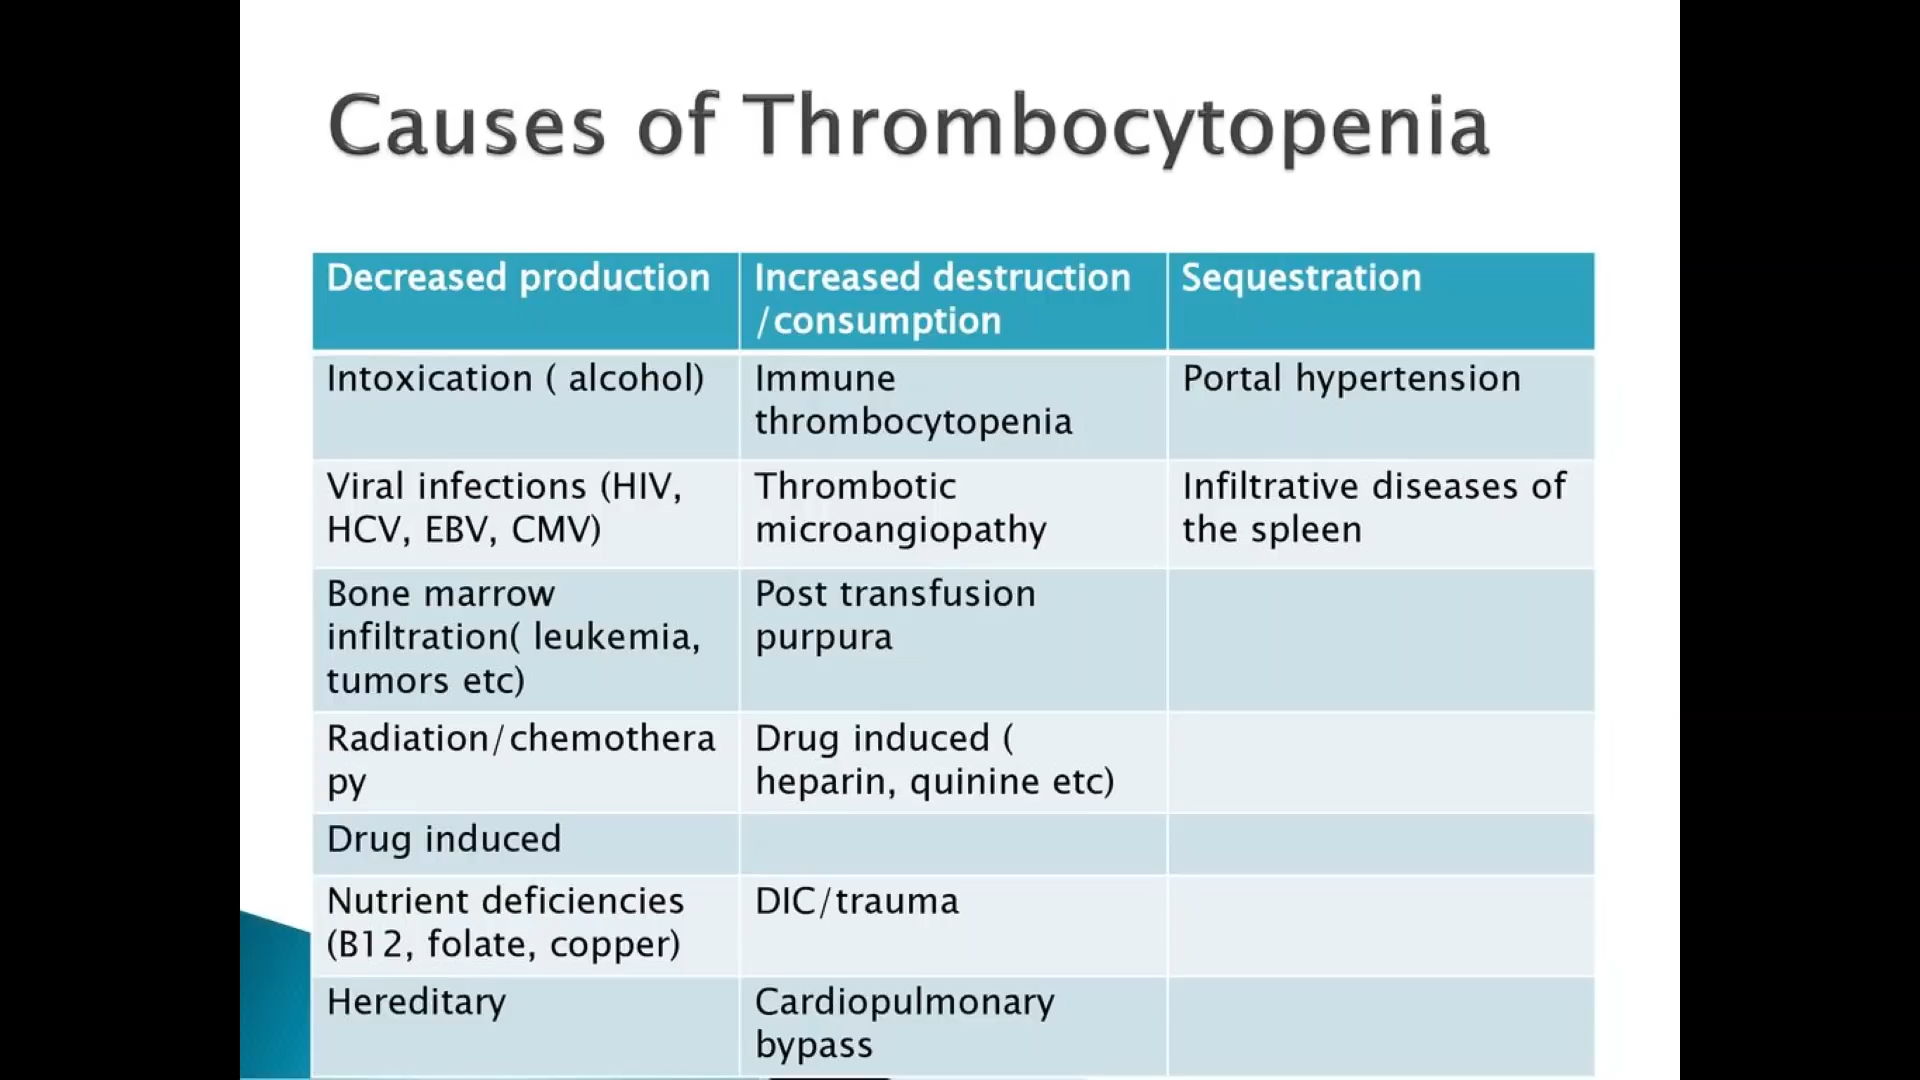 Causes of Thrombocytopenia
Decreased production
Increased destruction
/consumption
Sequestration
Intoxication ( alcohol)
Immune
thrombocytopenia
Portal hypertension
Viral infections (HIV,
HCV, EBV, CMV)
Thrombotic
microangiopathy
Infiltrative diseases of
the spleen
Bone marrow
infiltration( leukemia,
tumors etc)
Post transfusion
purpura
Radiation/chemothera
py
Drug induced (
heparin, quinine etc)
Drug induced
Nutrient deficiencies
(B12, folate, copper)
DIC/trauma
Hereditary
Cardiopulmonary
bypass